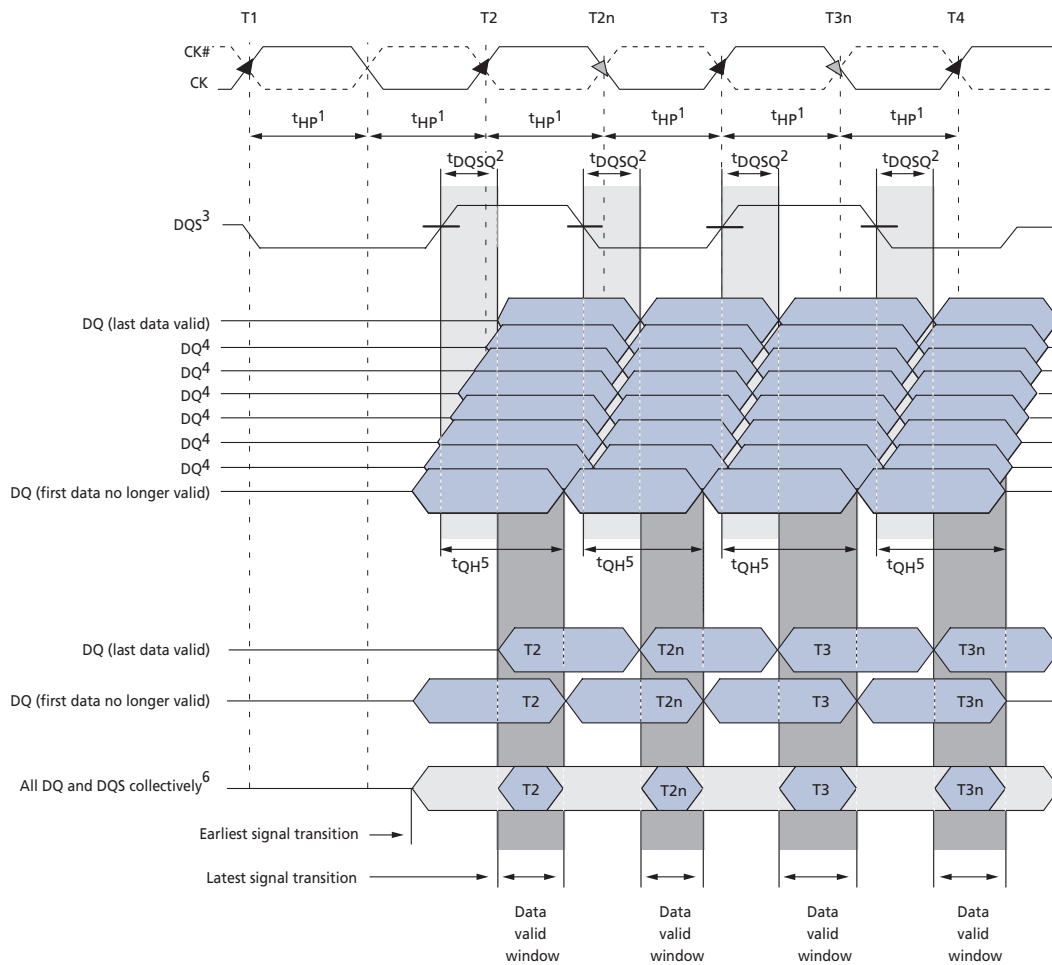 T1 T2 T2n T3 T3n T4
CK#
CK
tHP1 tHP1 tHP1 tHP1 tHP1 tHP1
tDQSQ2 tDQSQ2 tDQSQ2 tDQSQ2
DQS3
DQ (last data valid)
DQ4
DQ4
DQ4
DQ4
DQ4
DQ4
DQ (first data no longer valid)
tQH5 tQH5 tQH5 tQH5
DQ (last data valid) T2 T2n T3 T3n
DQ (first data no longer valid) T2 T2n T3 T3n
All DQ and DQS collectively6 T2 T2n T3 T3n
Earliest signal transition
Latest signal transition
Data valid window
Data valid window
Data valid window
Data valid window